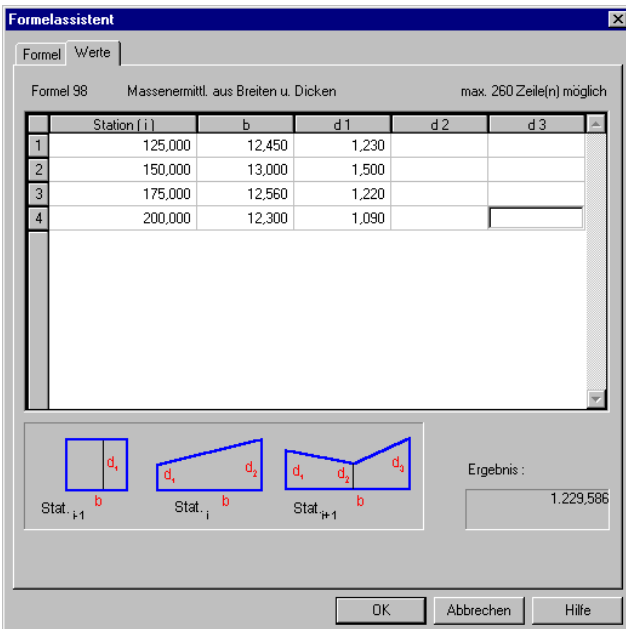 Formelassistent
Formel Werte
Formel 98 Massenermittl. aus Breiten u. Dicken max. 260 Zeile(n) möglich
Station ( i ) b d 1 d 2 d 3
1 125,000 12,450 1,230
2 150,000 13,000 1,500
3 175,000 12,560 1,220
4 200,000 12,300 1,090
d₁ d₁ d₂ d₁ d₂ d₃
Stat. i-1 b Stat. i b Stat. i+1 b
Ergebnis :
1.229,586
OK Abbrechen Hilfe